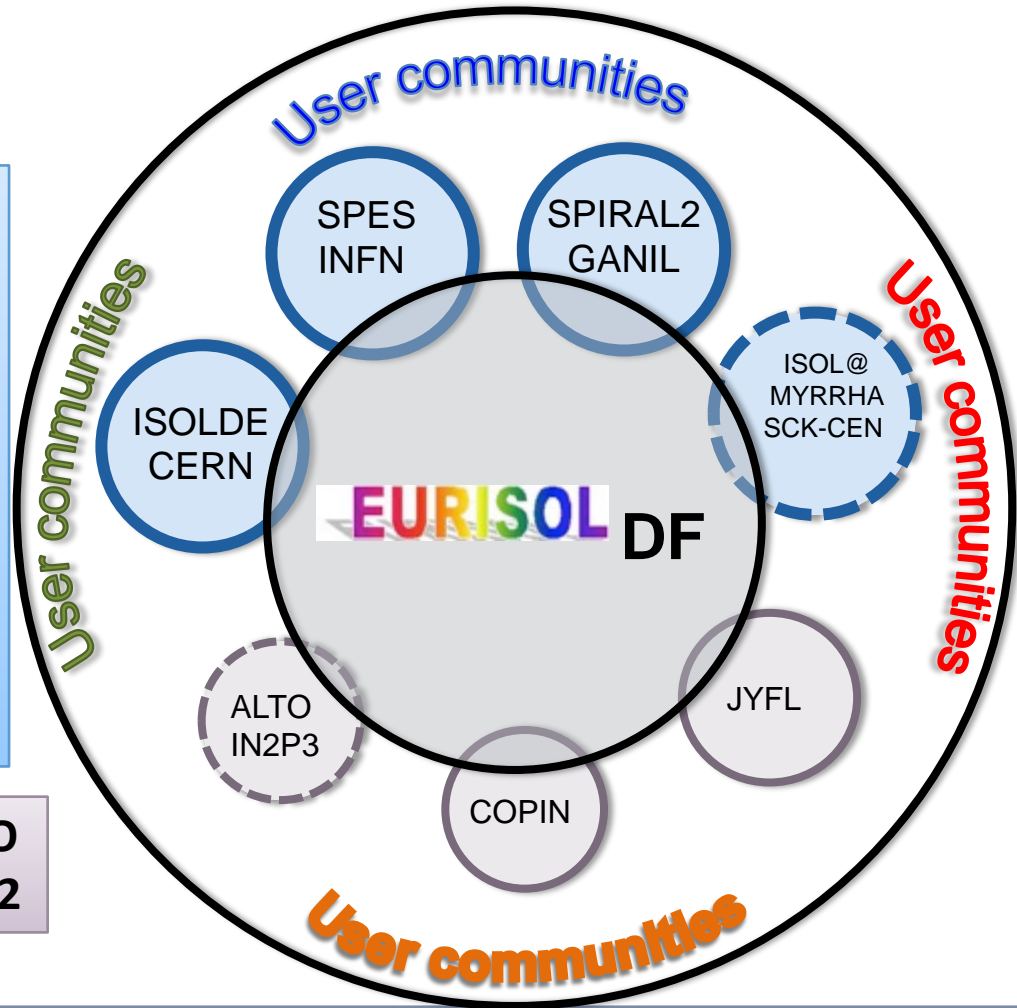 User communities
SPES
INFN
SPIRAL2
GANIL
User communities
User communities
ISOL@
MYRRHA
SCK-CEN
ISOLDE
CERN
EURISOL DF
ALTO
IN2P3
JYFL
COPIN
2
User communities